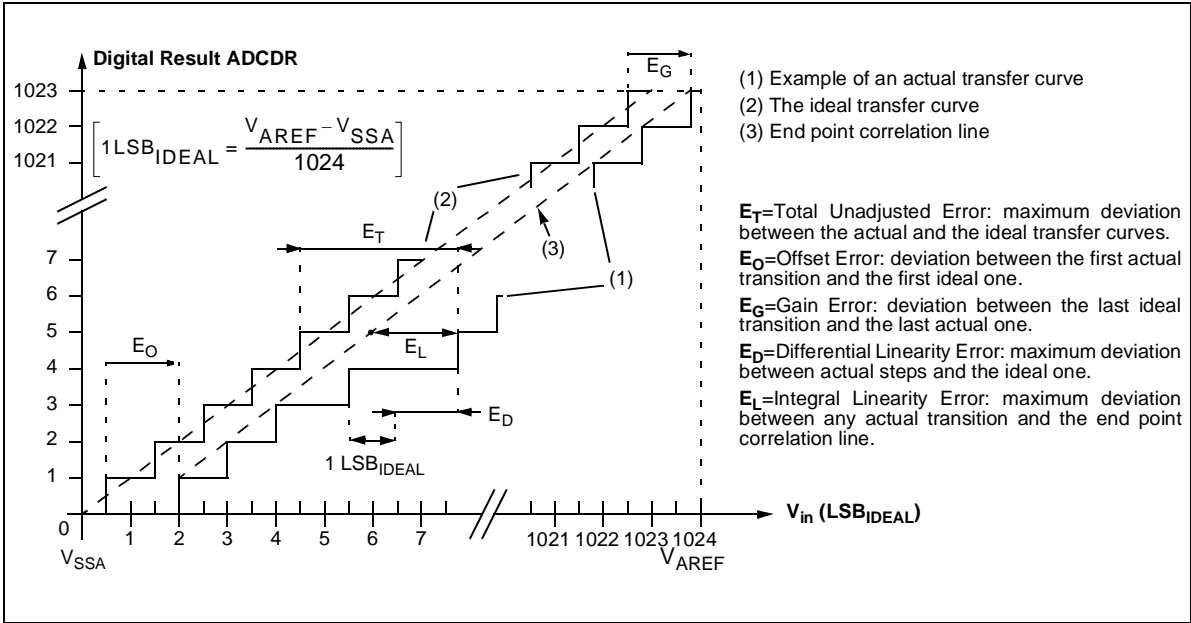 Digital Result ADCDR
E_G
1023
1022
1021
[1LSB_IDEAL = (V_AREF − V_SSA) / 1024]
(1) Example of an actual transfer curve
(2) The ideal transfer curve
(3) End point correlation line
(2)
E_T
(3)
(1)
7
6
5
4
3
2
1
0
E_O
E_L
E_D
1 LSB_IDEAL
E_T=Total Unadjusted Error: maximum deviation
between the actual and the ideal transfer curves.
E_O=Offset Error: deviation between the first actual
transition and the first ideal one.
E_G=Gain Error: deviation between the last ideal
transition and the last actual one.
E_D=Differential Linearity Error: maximum deviation
between actual steps and the ideal one.
E_L=Integral Linearity Error: maximum deviation
between any actual transition and the end point
correlation line.
1 2 3 4 5 6 7 1021 1022 1023 1024
V_in (LSB_IDEAL)
V_SSA
V_AREF